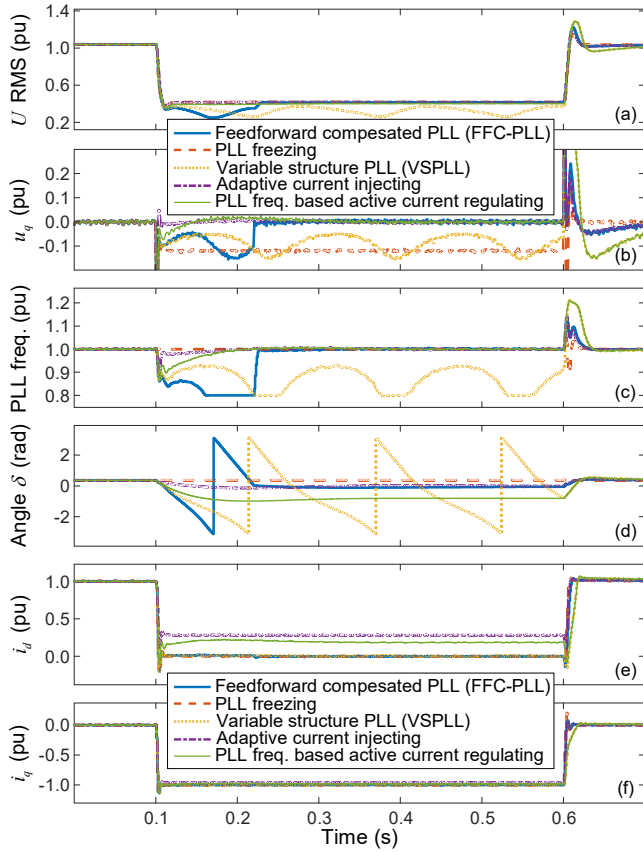 1.4
1.0
0.6
0.2
U RMS (pu)
(a)
Feedforward compesated PLL (FFC-PLL)
PLL freezing
Variable structure PLL (VSPLL)
Adaptive current injecting
PLL freq. based active current regulating
0.2
0.1
0.0
-0.1
u_q (pu)
(b)
1.2
1.1
1.0
0.9
0.8
PLL freq. (pu)
(c)
2
0
-2
Angle δ (rad)
(d)
1.0
0.5
0.0
i_d (pu)
(e)
Feedforward compesated PLL (FFC-PLL)
PLL freezing
Variable structure PLL (VSPLL)
Adaptive current injecting
PLL freq. based active current regulating
0.0
-0.5
-1.0
i_q (pu)
(f)
0.1 0.2 0.3 0.4 0.5 0.6
Time (s)